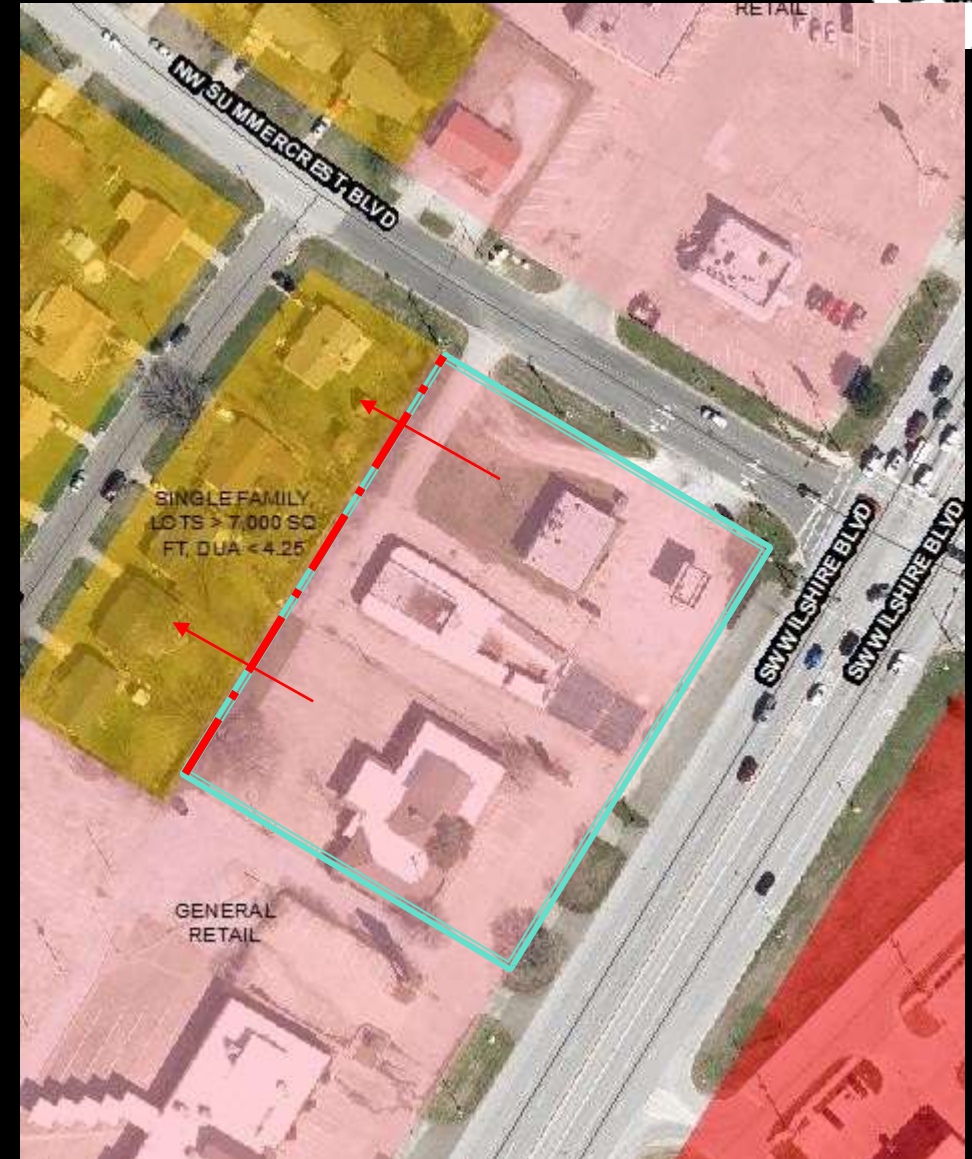 RETAIL
NW SUMMERCREST BLVD
SINGLE FAMILY,
LOTS > 7,000 SQ
FT, DUA < 4.25
SW WILSHIRE BLVD
SW WILSHIRE BLVD
GENERAL
RETAIL